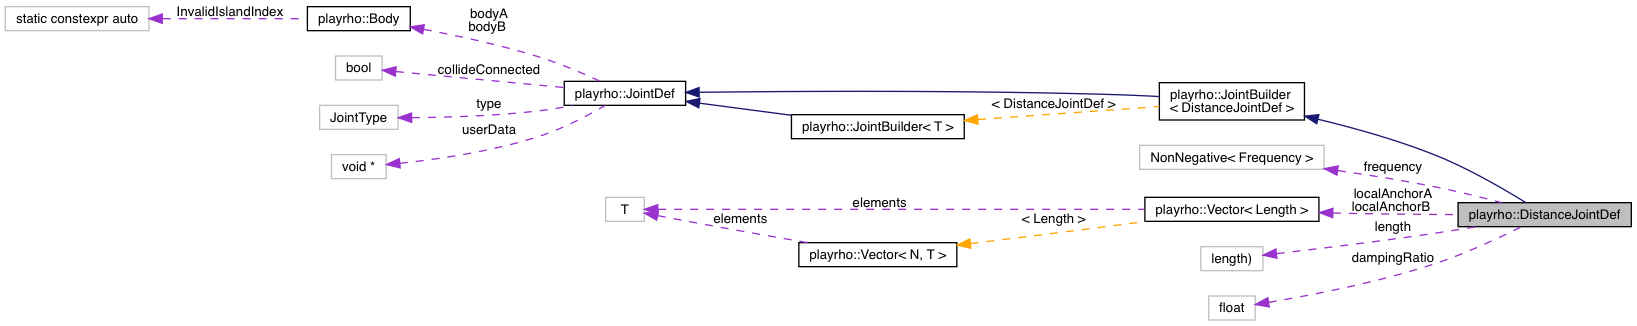 static constexpr auto
InvalidIslandIndex
playrho::Body
bodyA
bodyB
bool
collideConnected
JointType
type
userData
void *
playrho::JointDef
< DistanceJointDef >
playrho::JointBuilder< T >
playrho::JointBuilder
< DistanceJointDef >
NonNegative< Frequency >
frequency
localAnchorA
localAnchorB
T
elements
elements
< Length >
playrho::Vector< Length >
playrho::DistanceJointDef
playrho::Vector< N, T >
length
length)
dampingRatio
float